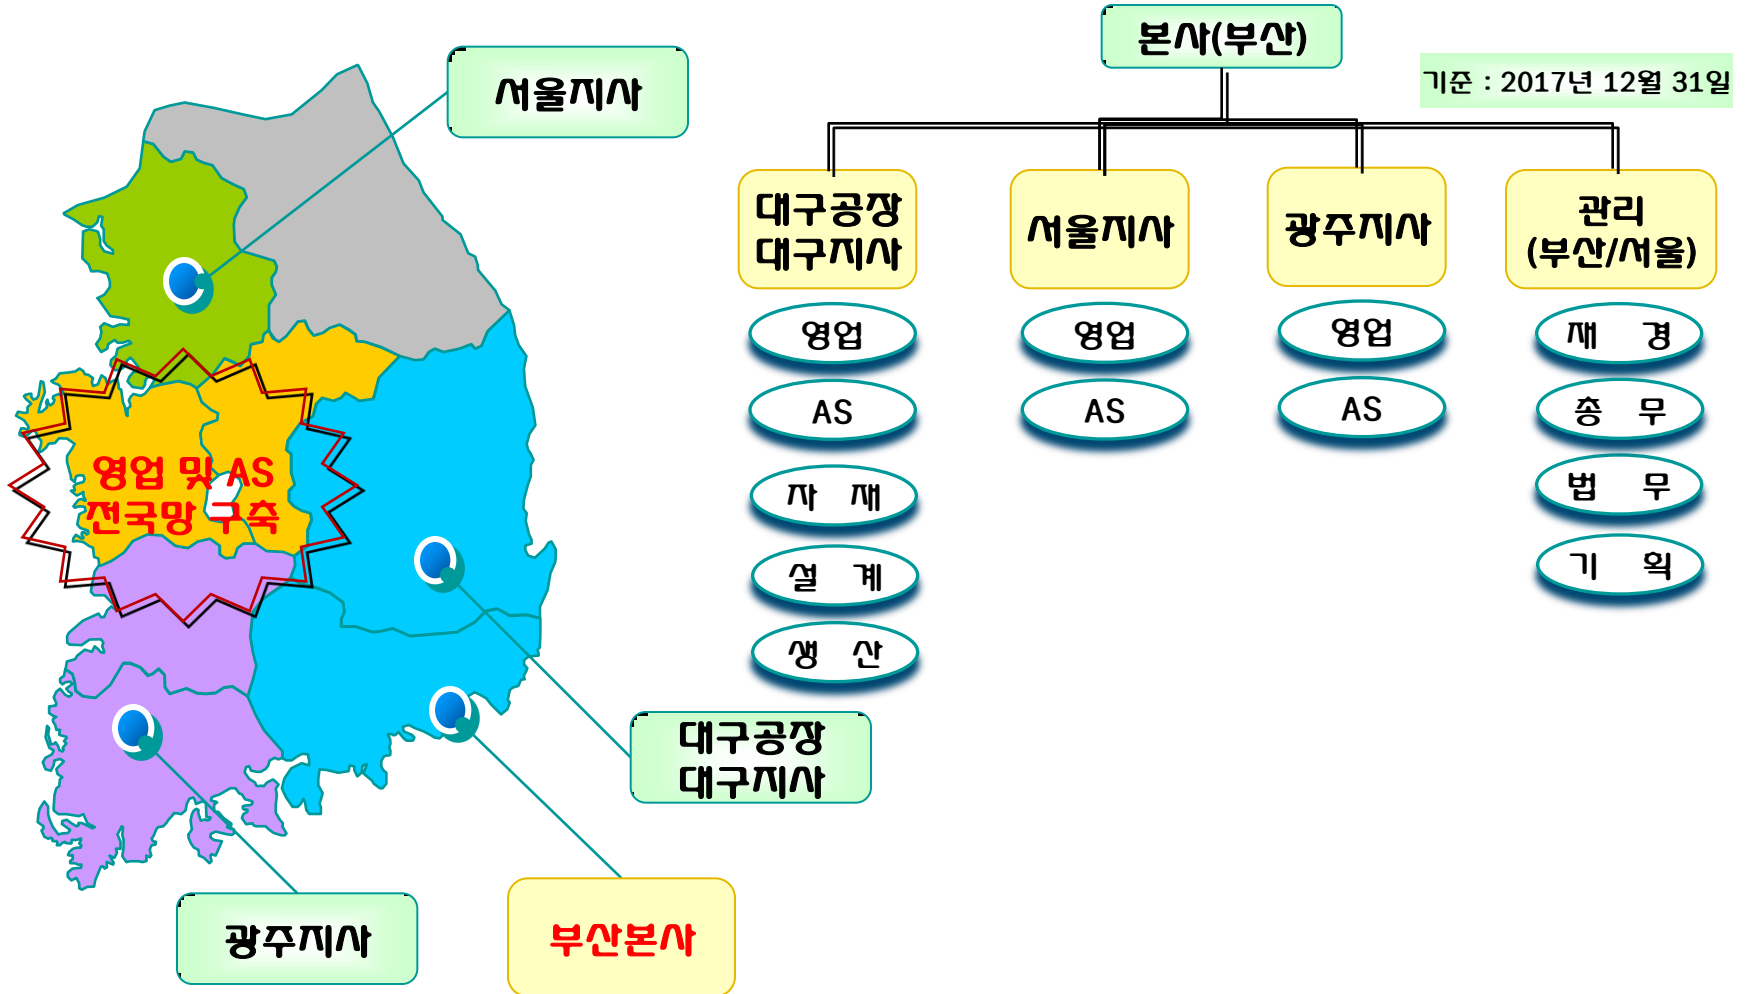 본사(부산)
기준 : 2017년 12월 31일
서울지사
대구공장
대구지사
서울지사
광주지사
관리
(부산/서울)
영업
영업
영업
재 경
AS
AS
AS
총 무
자 재
법 무
설 계
기 획
생 산
영업 및 AS
전국망 구축
대구공장
대구지사
광주지사
부산본사